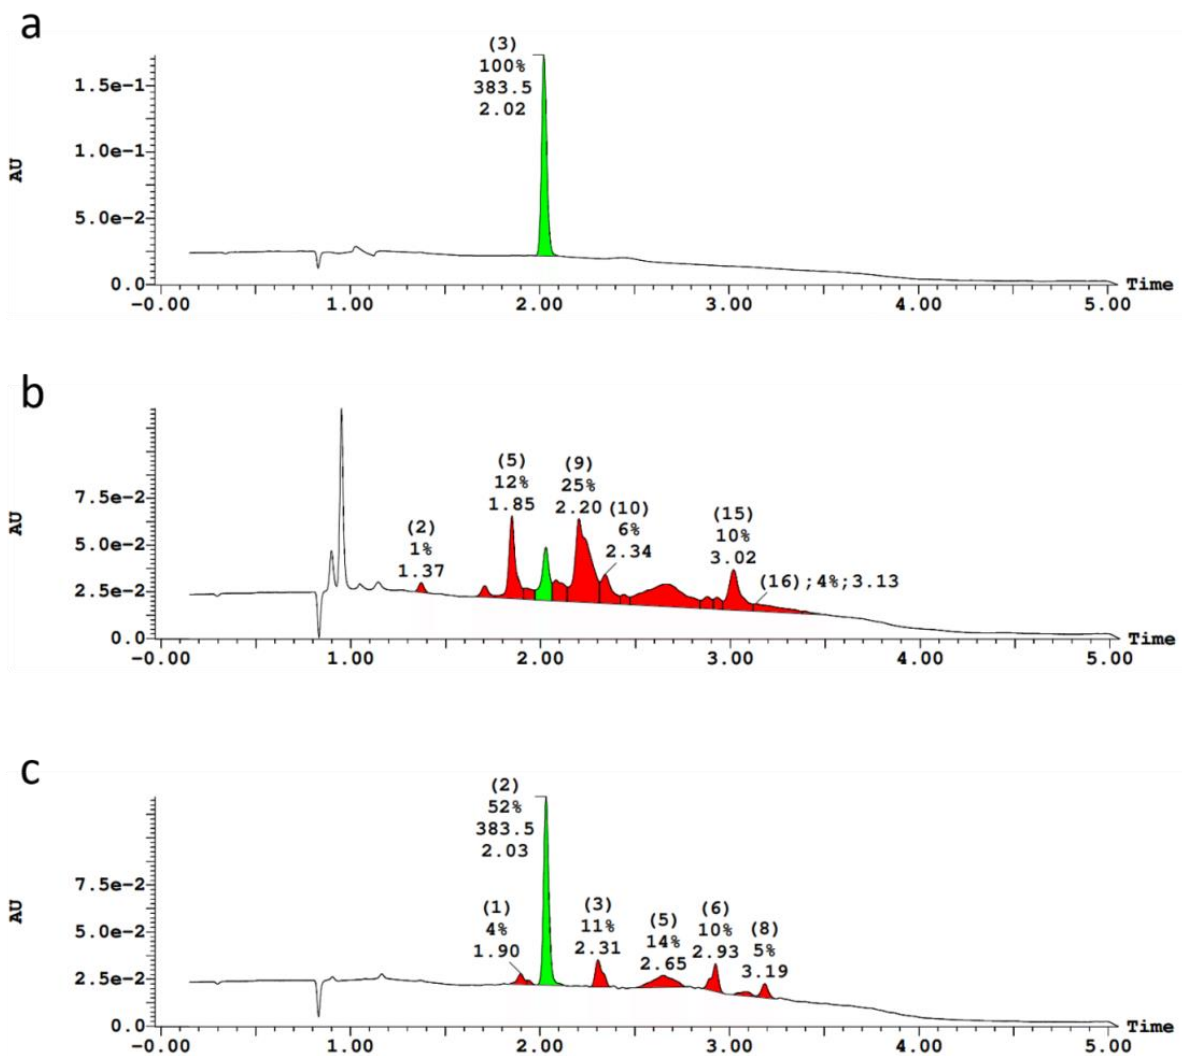 a
(3)
100%
383.5
2.02
1.5e-1
1.0e-1
5.0e-2
0.0
AU
-0.00 1.00 2.00 3.00 4.00 5.00
Time
b
(5)
12%
1.85
(9)
25%
2.20
(10)
6%
2.34
(2)
1%
1.37
(15)
10%
3.02
(16);4%;3.13
7.5e-2
5.0e-2
2.5e-2
0.0
AU
-0.00 1.00 2.00 3.00 4.00 5.00
Time
c
(2)
52%
383.5
2.03
(1)
4%
1.90
(3)
11%
2.31
(5)
14%
2.65
(6)
10%
2.93
(8)
5%
3.19
7.5e-2
5.0e-2
2.5e-2
0.0
AU
-0.00 1.00 2.00 3.00 4.00 5.00
Time